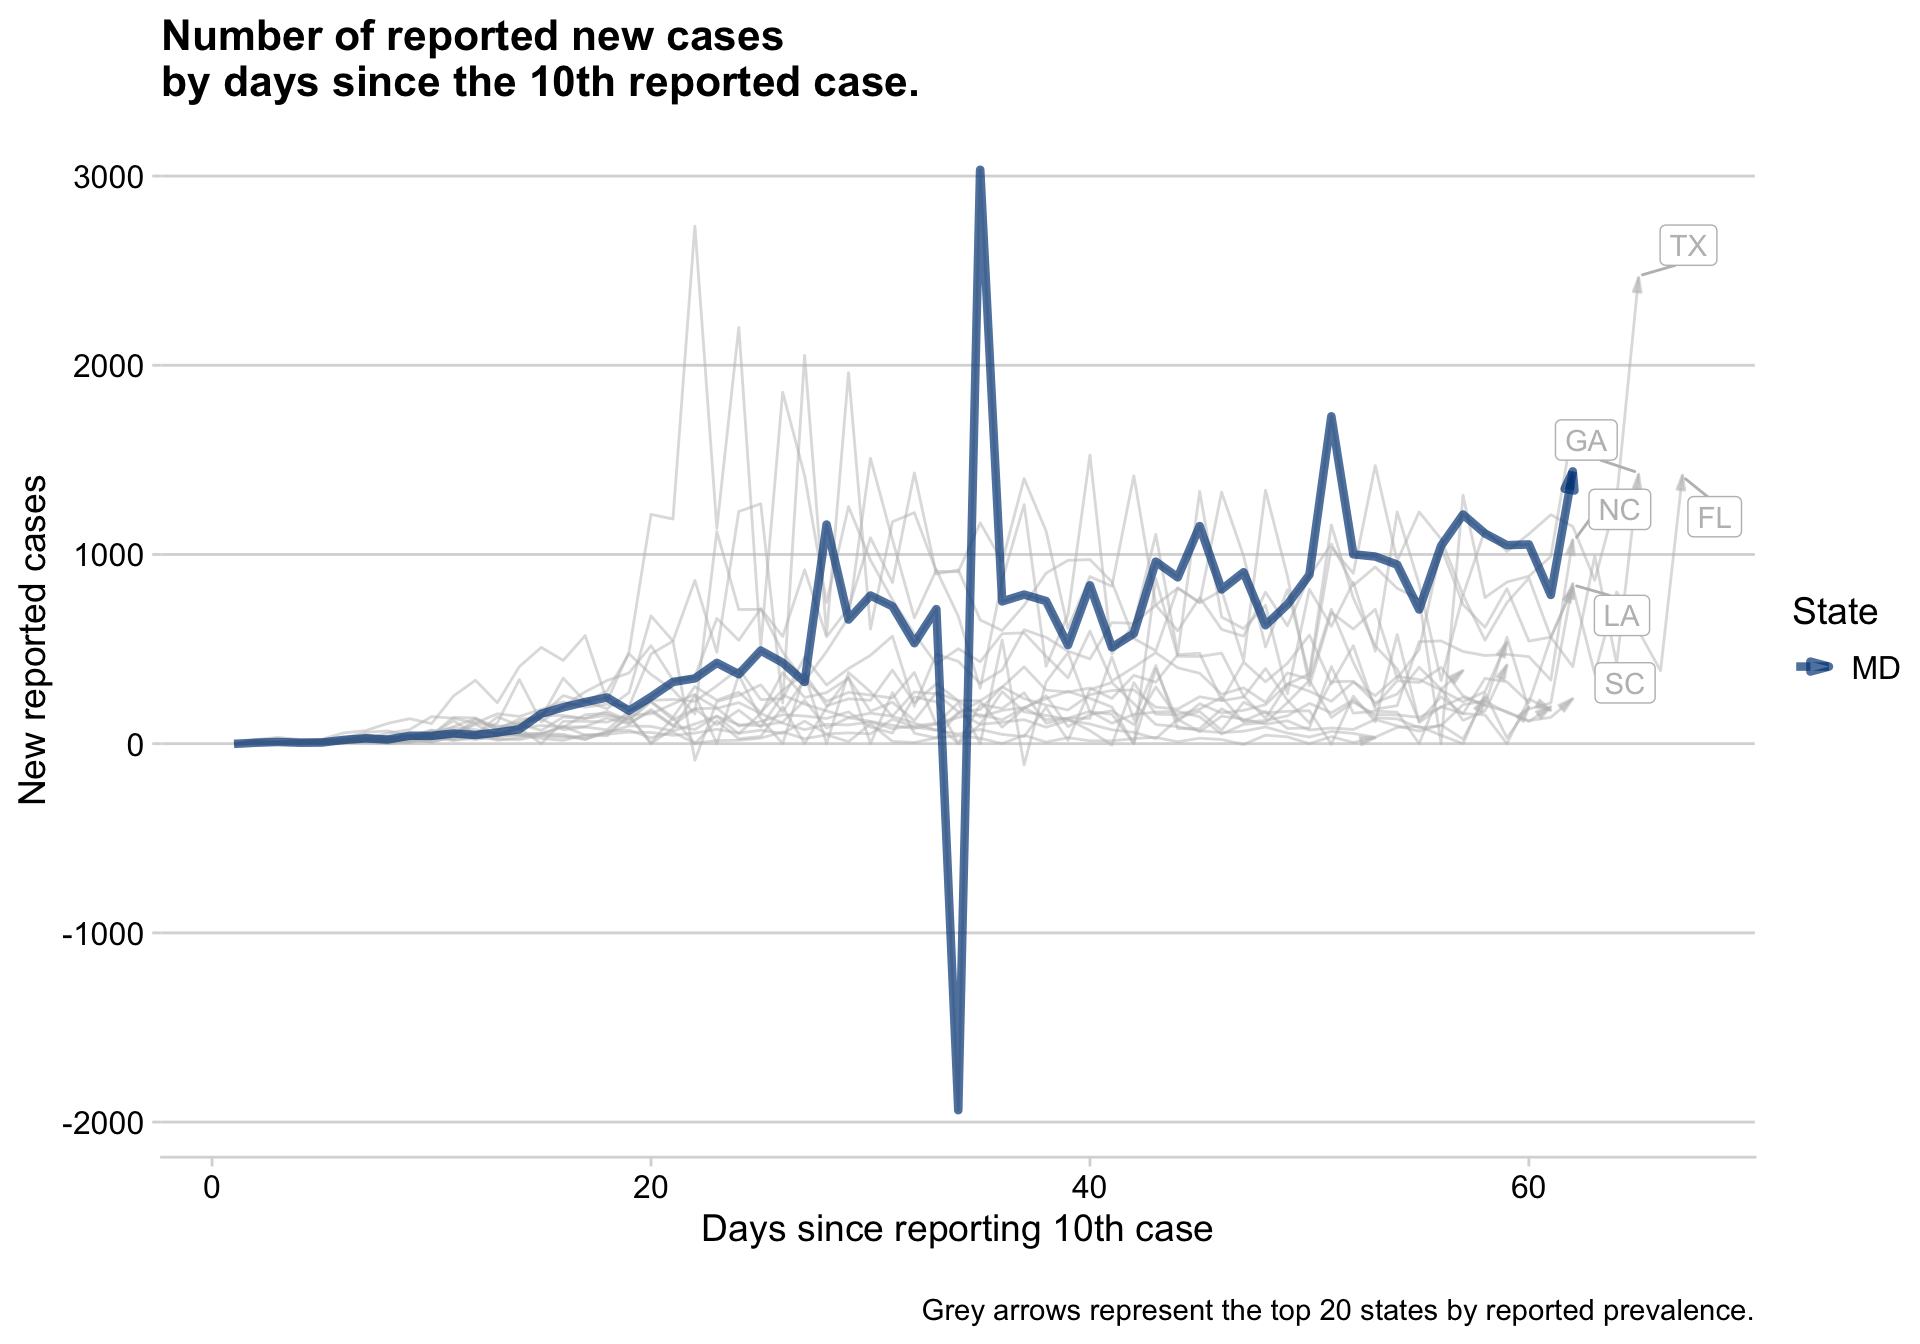 Number of reported new cases
by days since the 10th reported case.
3000
2000
1000
0
-1000
-2000
New reported cases
TX
GA
NC
FL
LA
SC
State
MD
0 20 40 60
Days since reporting 10th case
Grey arrows represent the top 20 states by reported prevalence.